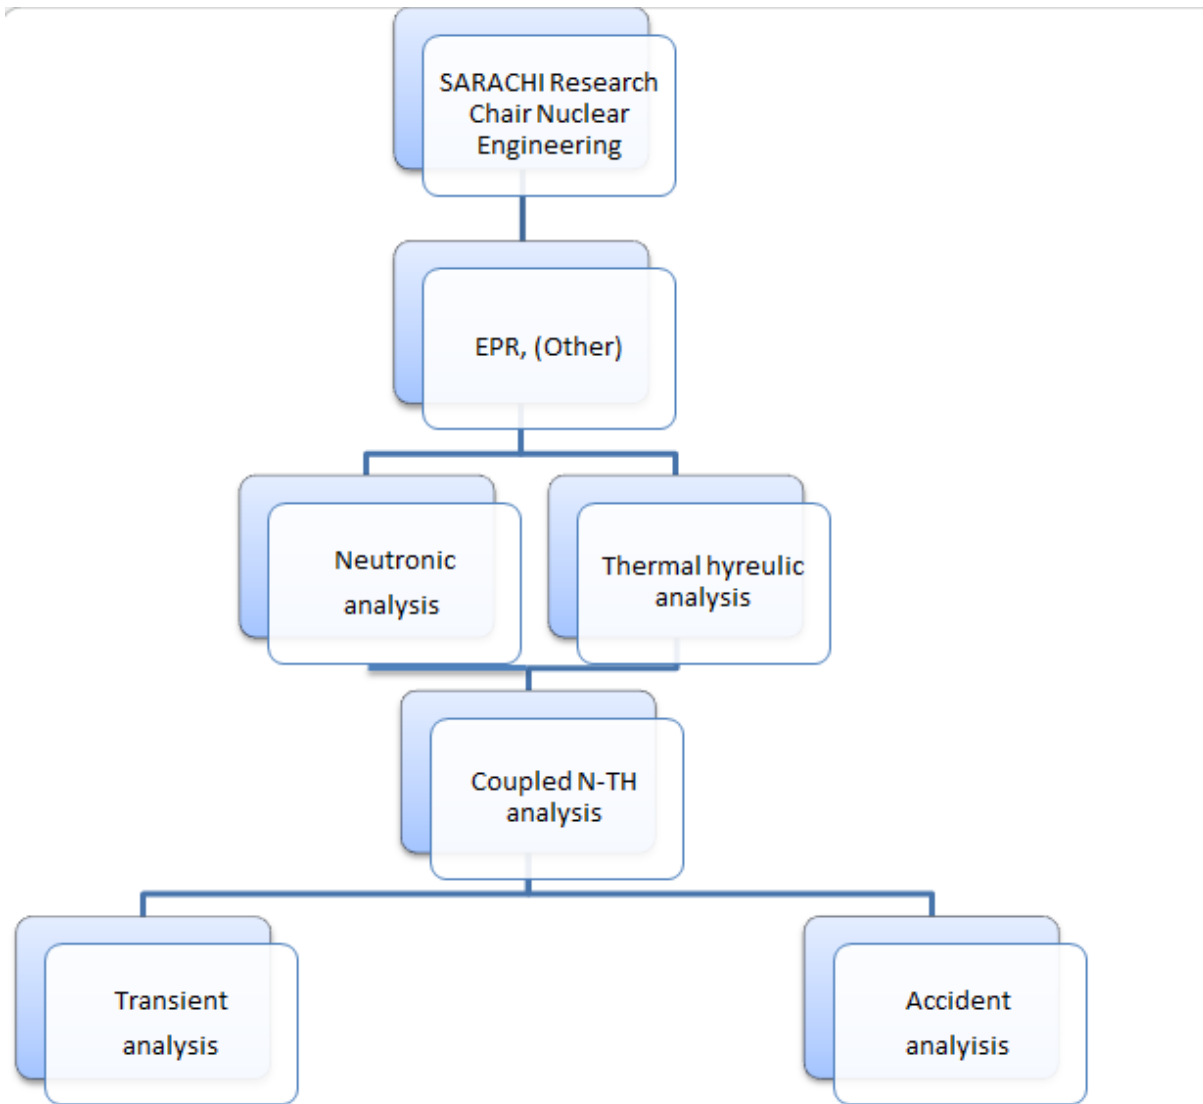 SARACHI Research
Chair Nuclear
Engineering
EPR, (Other)
Neutronic
analysis
Thermal hyreulic
analysis
Coupled N-TH
analysis
Transient
analysis
Accident
analyisis